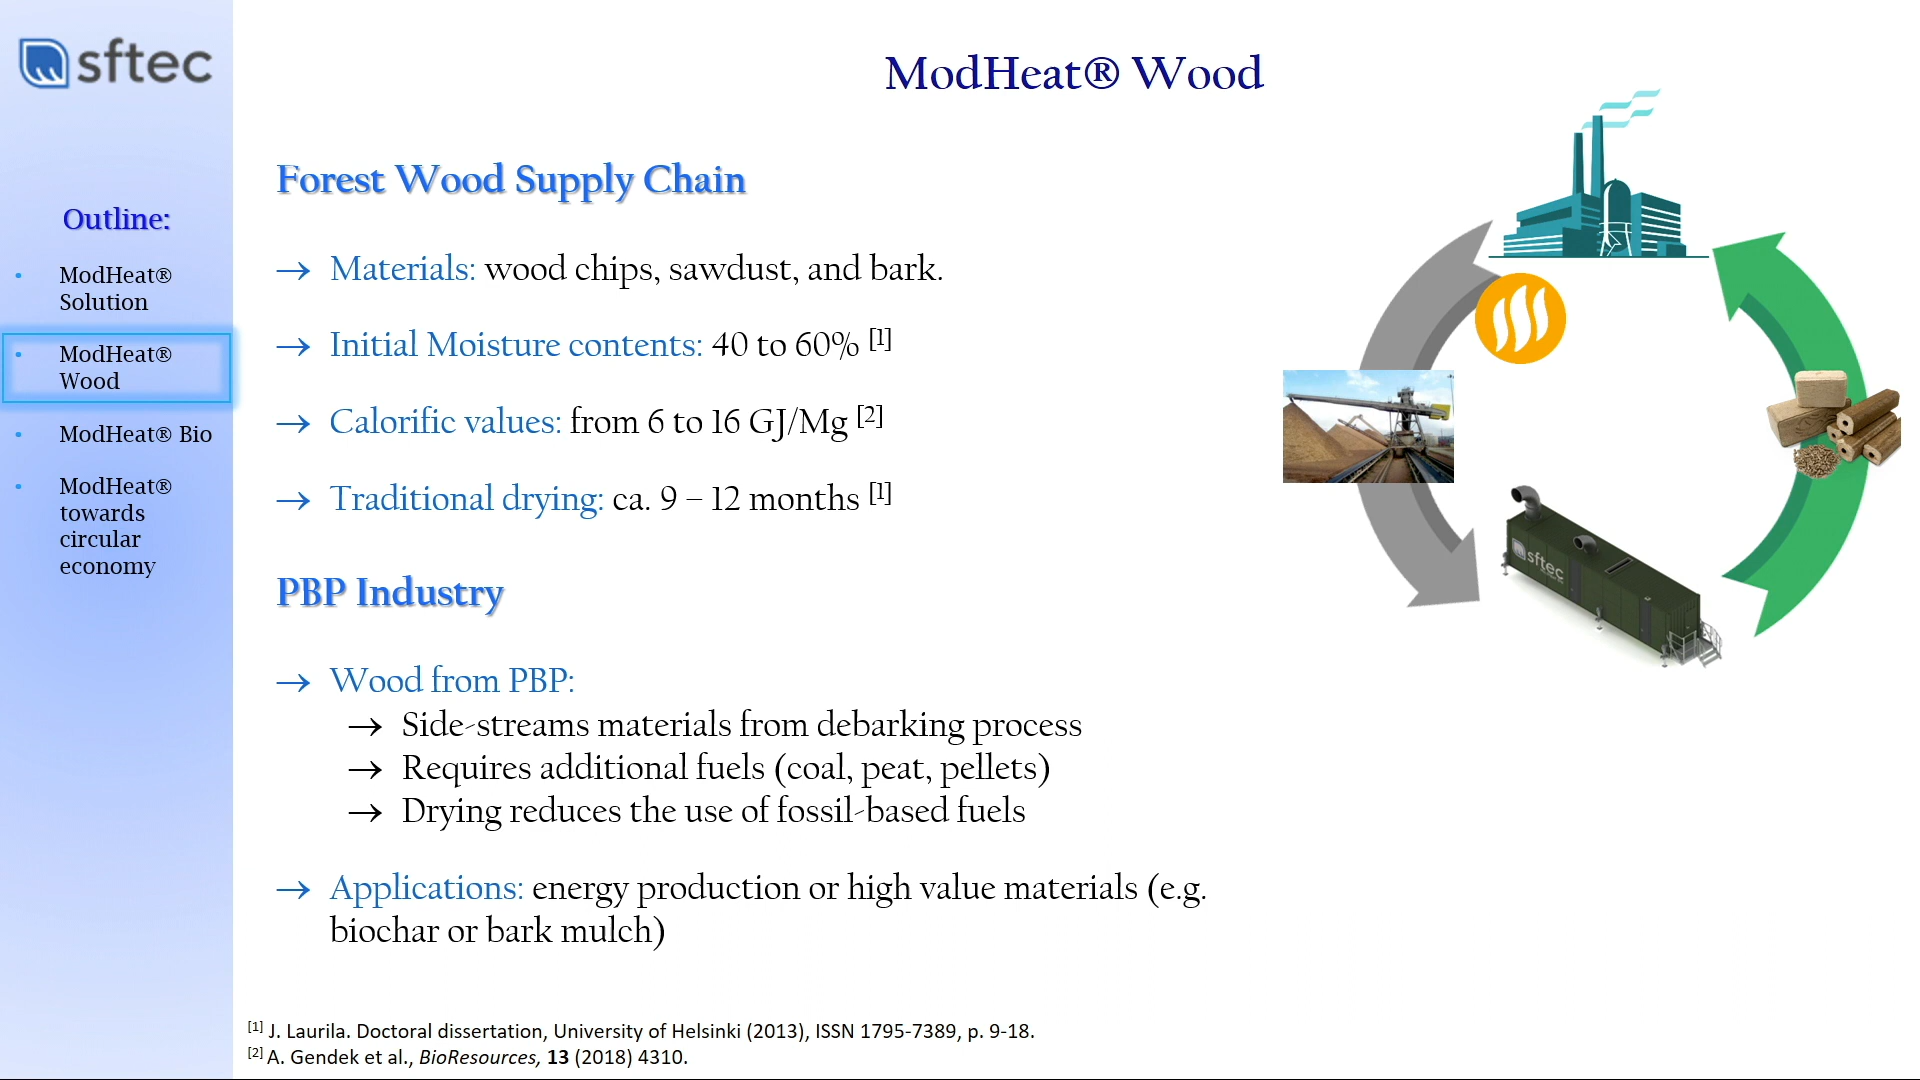 sftec
ModHeat® Wood
Outline:
• ModHeat®
Solution
• ModHeat®
Wood
• ModHeat® Bio
• ModHeat®
towards
circular
economy
Forest Wood Supply Chain
→ Materials: wood chips, sawdust, and bark.
→ Initial Moisture contents: 40 to 60% [1]
→ Calorific values: from 6 to 16 GJ/Mg [2]
→ Traditional drying: ca. 9 – 12 months [1]
PBP Industry
→ Wood from PBP:
→ Side-streams materials from debarking process
→ Requires additional fuels (coal, peat, pellets)
→ Drying reduces the use of fossil-based fuels
→ Applications: energy production or high value materials (e.g.
biochar or bark mulch)
sftec
[1] J. Laurila. Doctoral dissertation, University of Helsinki (2013), ISSN 1795-7389, p. 9-18.
[2] A. Gendek et al., BioResources, 13 (2018) 4310.